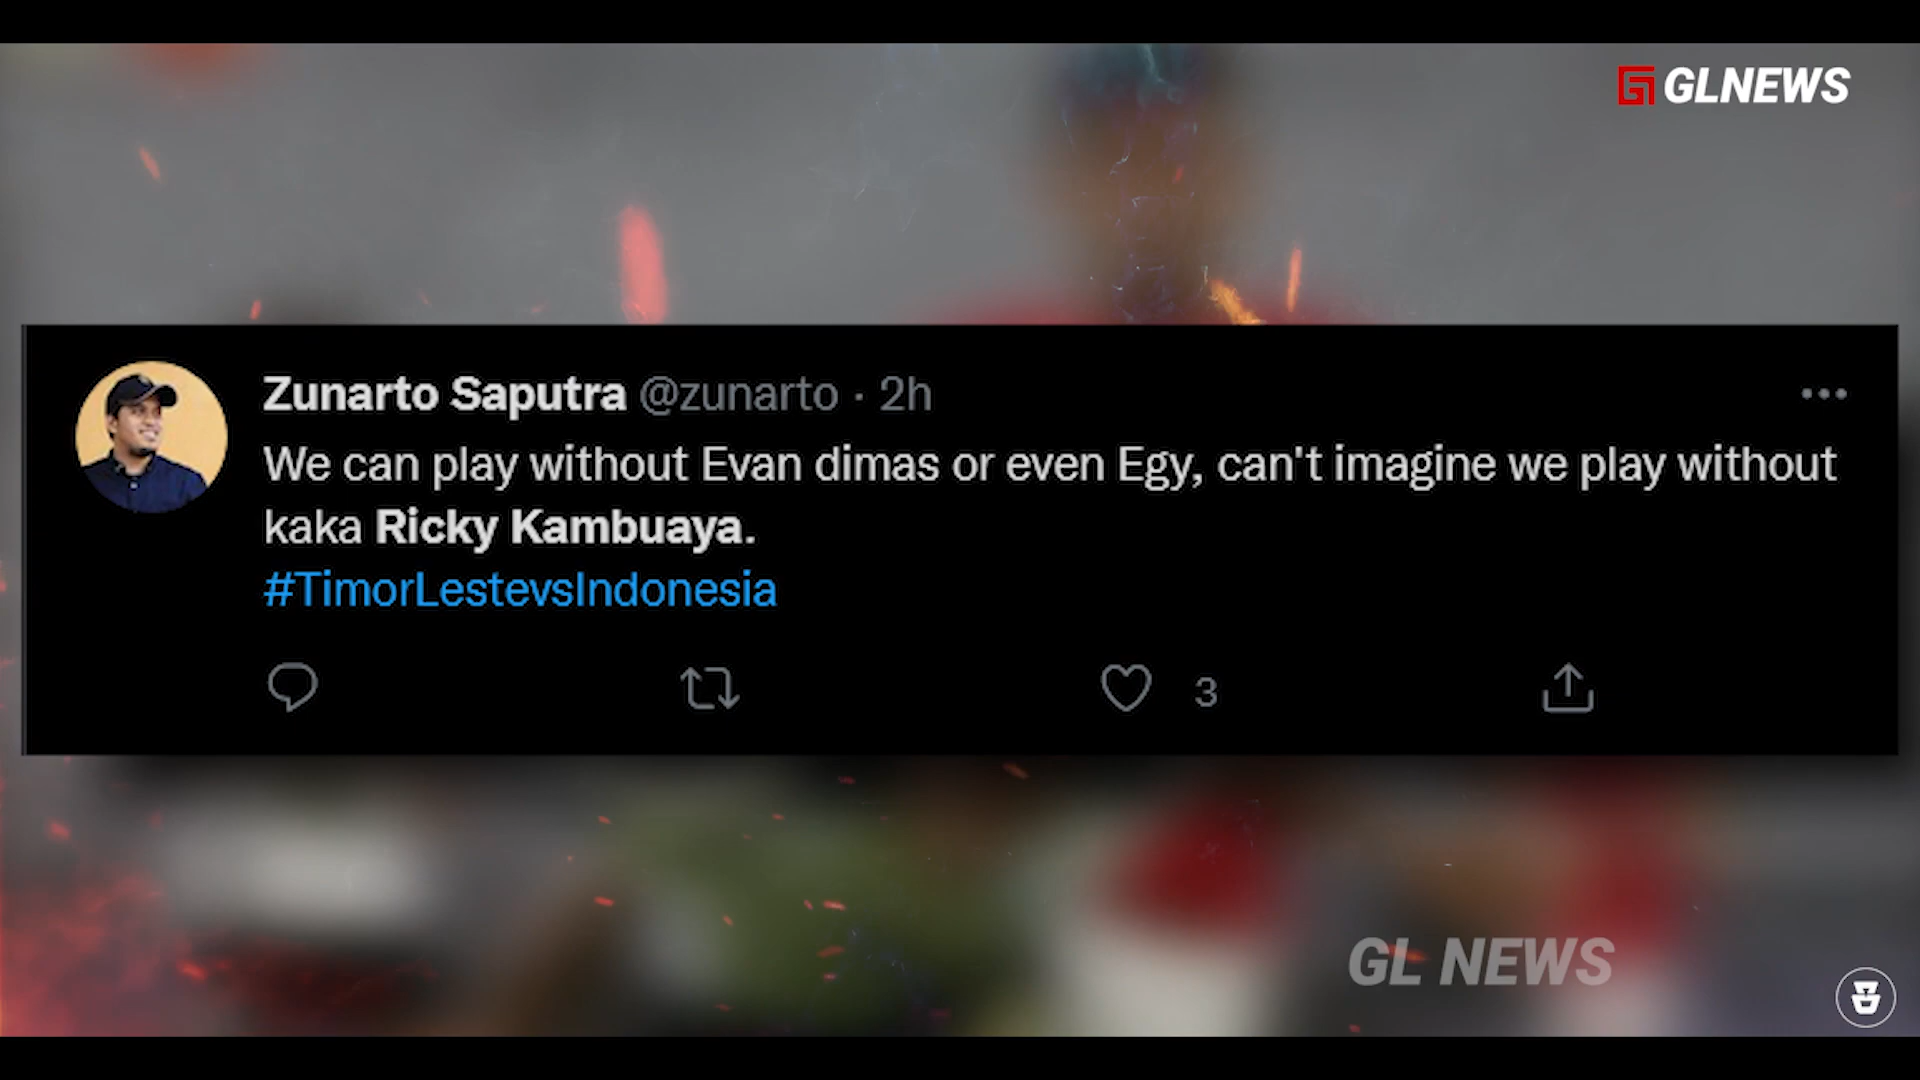 GLNEWS
Zunarto Saputra @zunarto · 2h
We can play without Evan dimas or even Egy, can't imagine we play without
kaka Ricky Kambuaya.
#TimorLestevsIndonesia
3
GL NEWS